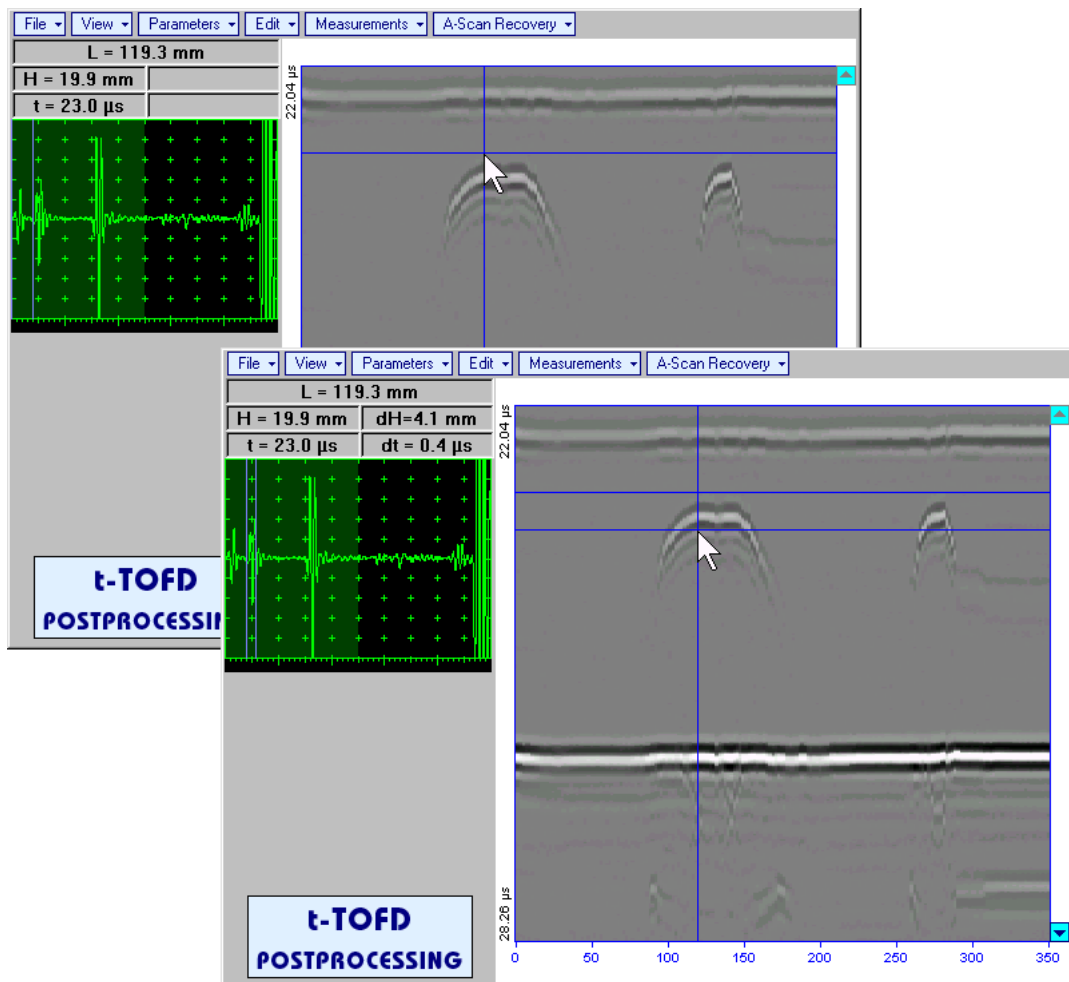 File View Parameters Edit Measurements A-Scan Recovery
L = 119.3 mm
H = 19.9 mm
t = 23.0 µs
22.04 µs
t-TOFD
POSTPROCESSIN
File View Parameters Edit Measurements A-Scan Recovery
L = 119.3 mm
H = 19.9 mm dH=4.1 mm
t = 23.0 µs dt = 0.4 µs
22.04 µs
28.26 µs
0 50 100 150 200 250 300 350
t-TOFD
POSTPROCESSING